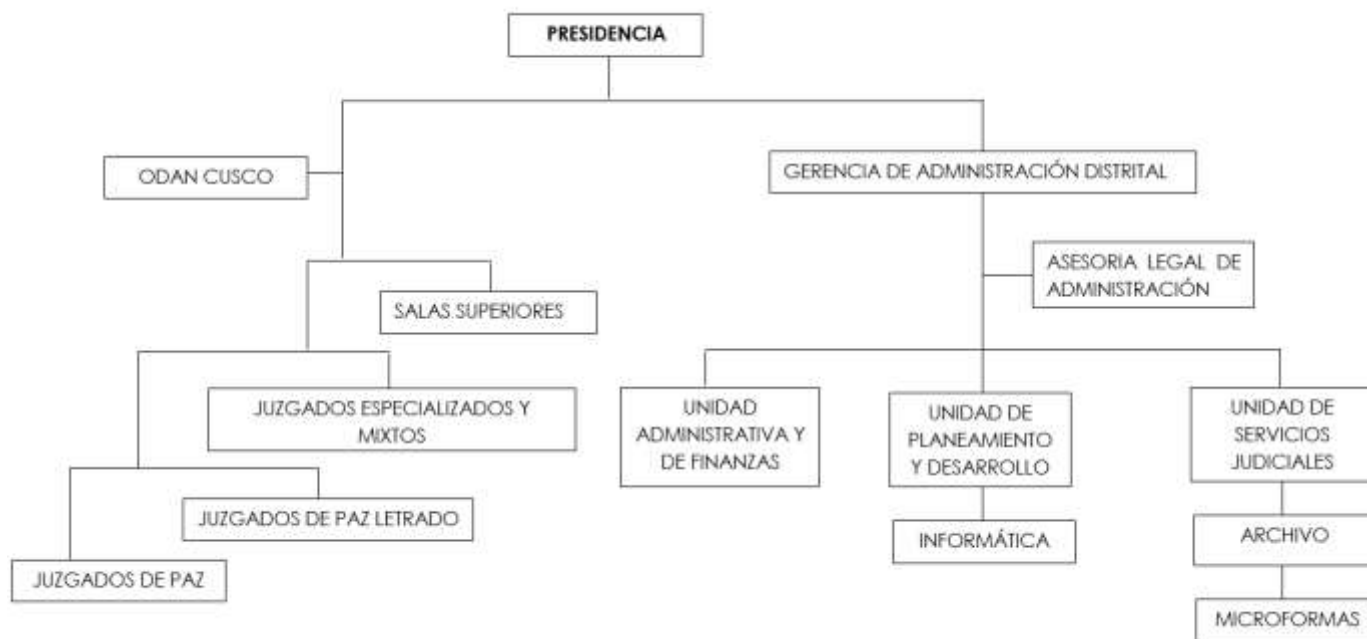 PRESIDENCIA
ODAN CUSCO
GERENCIA DE ADMINISTRACIÓN DISTRITAL
ASESORIA LEGAL DE
ADMINISTRACIÓN
SALAS SUPERIORES
JUZGADOS ESPECIALIZADOS Y
MIXTOS
JUZGADOS DE PAZ LETRADO
JUZGADOS DE PAZ
UNIDAD
ADMINISTRATIVA Y
DE FINANZAS
UNIDAD DE
PLANEAMIENTO
Y DESARROLLO
INFORMÁTICA
UNIDAD DE
SERVICIOS
JUDICIALES
ARCHIVO
MICROFORMAS